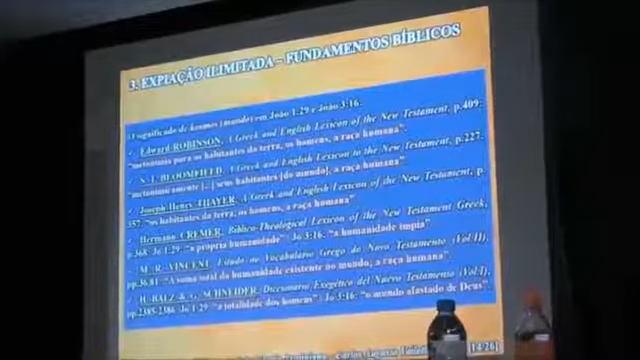 3. EXPIAÇÃO ILIMITADA – FUNDAMENTOS BÍBLICOS
O significado de kosmos (mundo) em João 1:29 e João 3:16.
✓ Edward ROBINSON. A Greek and English Lexicon of the New Testament, p.409:
"metonímia para os habitantes da terra, os homens, a raça humana".
✓ S. T. BLOOMFIELD. A Greek and English Lexicon to the New Testament, p.227.
"metonimicamente [...] seus habitantes [do mundo], a raça humana".
✓ Joseph Henry THAYER. A Greek and English Lexicon of the New Testament, p.
357: "os habitantes da terra, os homens, a raça humana"
✓ Hermann CREMER. Biblico-Theological Lexicon of the New Testament Greek,
p.368: Jo 1:29: "a própria humanidade"; Jo 3:16: "a humanidade ímpia"
✓ M. R. VINCENT. Estudo no Vocabulário Grego do Novo Testamento (Vol II),
pp.36,81: "A soma total da humanidade existente no mundo; a raça humana".
✓ H. BALZ & G. SCHNEIDER. Diccionario Exegético del Nuevo Testamento (Vol.I),
pp.2385-2386: Jo 1:29: "a totalidade dos homens"; Jo 3:16: "o mundo afastado de Deus".
[14/26]